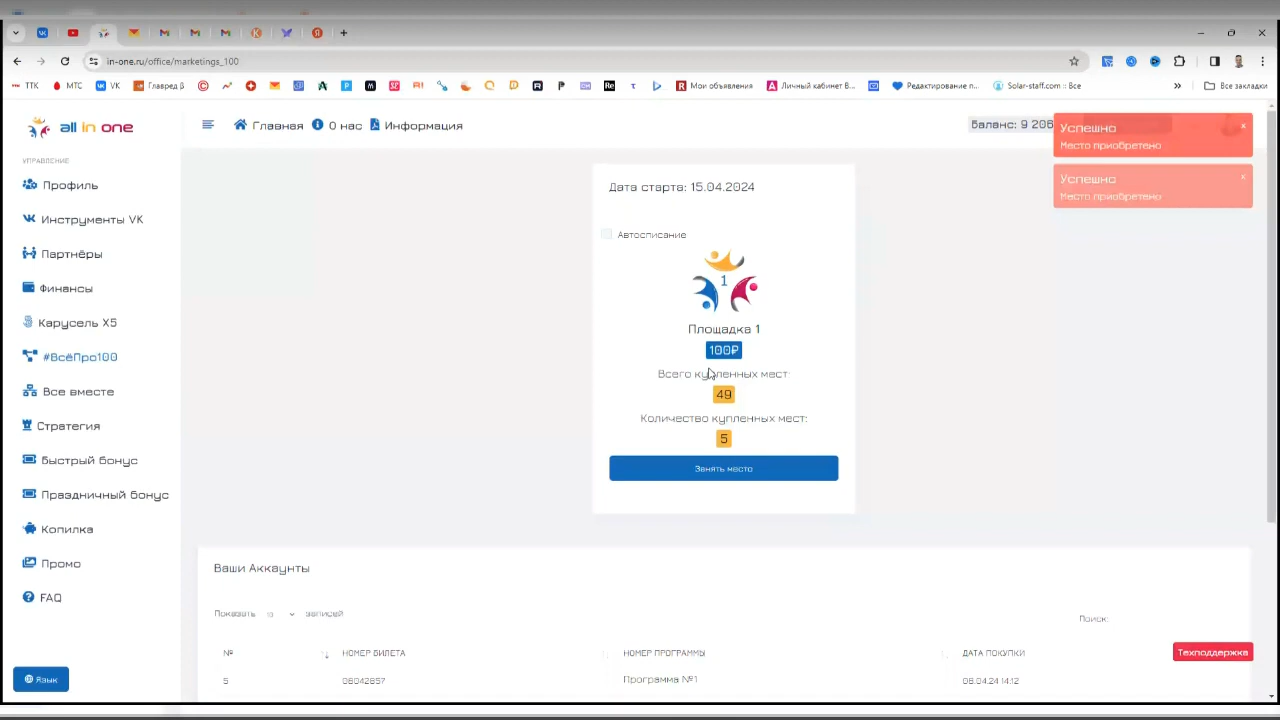 in-one.ru/office/marketings_100
ТТК
МТС
VK
Главред β
Мои объявления
Личный кабинет В...
Редактирование п...
Solar-staff.com :: Все
Все закладки
all in one
Главная
О нас
Информация
баланс: 9 206
Успешно
Место приобретено
Успешно
Место приобретено
УПРАВЛЕНИЕ
Профиль
Инструменты VK
Партнёры
Финансы
Карусель X5
#ВсёПро100
Все вместе
Стратегия
Быстрый бонус
Праздничный бонус
Копилка
Промо
FAQ
Язык
Дата старта: 15.04.2024
Автосписание
1
Площадка 1
100₽
Всего купленных мест:
49
Количество купленных мест:
5
Занять место
Ваши Аккаунты
Показать 10 записей
Поиск:
№ НОМЕР БИЛЕТА НОМЕР ПРОГРАММЫ ДАТА ПОКУПКИ
5 08042657 Программа №1 08.04.24 14:12
Техподдержка